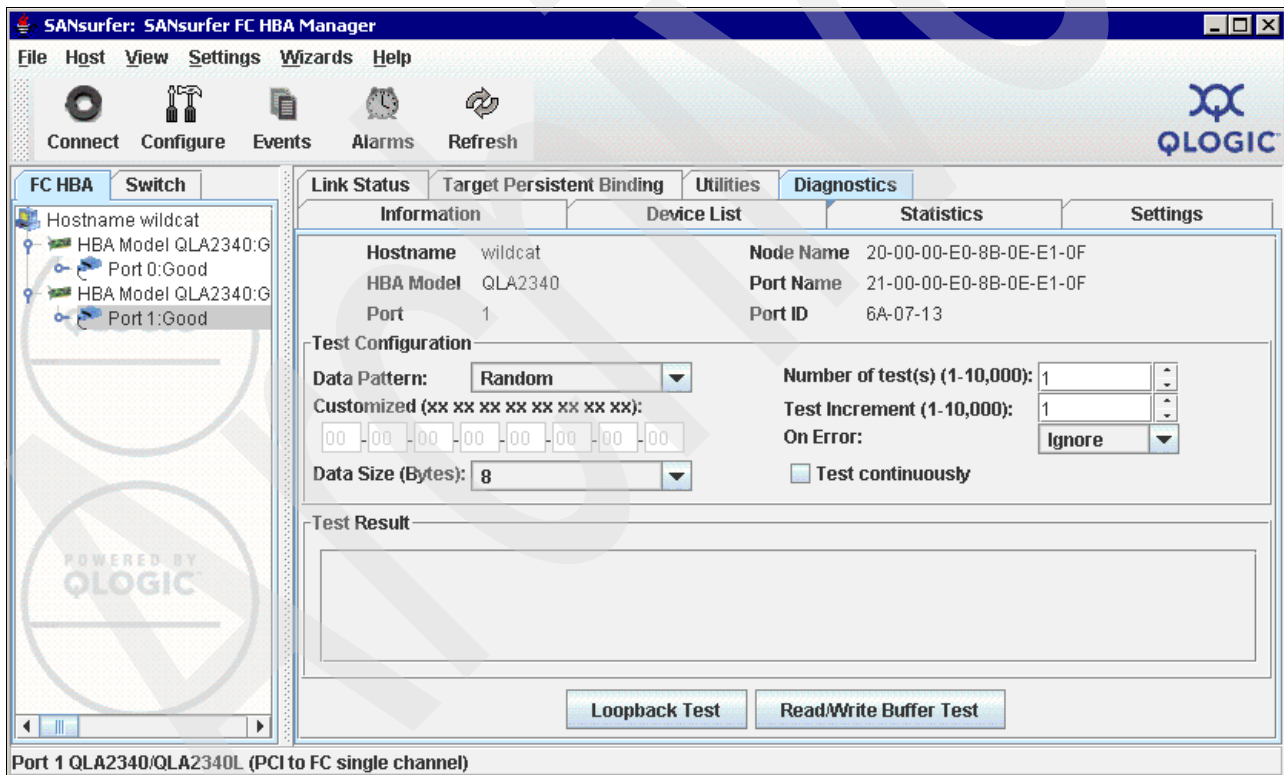 SANsurfer: SANsurfer FC HBA Manager
File Host View Settings Wizards Help
Connect Configure Events Alarms Refresh
QLOGIC
FC HBA Switch
Hostname wildcat
HBA Model QLA2340:G
Port 0:Good
HBA Model QLA2340:G
Port 1:Good
POWERED BY
QLOGIC
Link Status Target Persistent Binding Utilities Diagnostics
Information Device List Statistics Settings
Hostname wildcat Node Name 20-00-00-E0-8B-0E-E1-0F
HBA Model QLA2340 Port Name 21-00-00-E0-8B-0E-E1-0F
Port 1 Port ID 6A-07-13
Test Configuration
Data Pattern: Random Number of test(s) (1-10,000): 1
Customized (xx xx xx xx xx xx xx xx): Test Increment (1-10,000): 1
00 -00 -00 -00 -00 -00 -00 -00 On Error: Ignore
Data Size (Bytes): 8 Test continuously
Test Result
Loopback Test Read/Write Buffer Test
Port 1 QLA2340/QLA2340L (PCI to FC single channel)